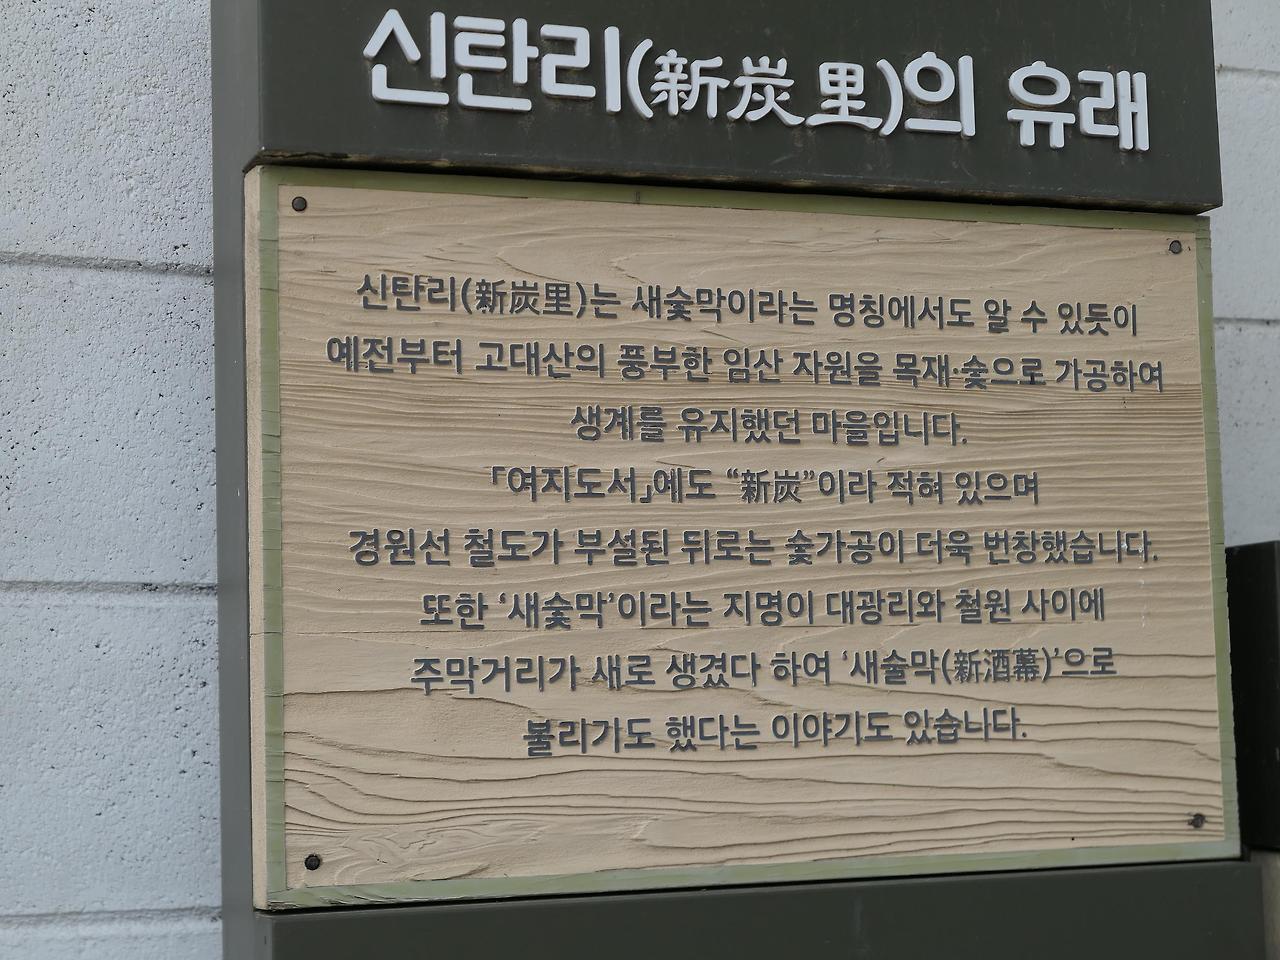 신탄리(新炭里)의 유래
신탄리(新炭里)는 새숯막이라는 명칭에서도 알 수 있듯이
예전부터 고대산의 풍부한 임산 자원을 목재·숯으로 가공하여
생계를 유지했던 마을입니다.
「여지도서」에도 “新炭”이라 적혀 있으며
경원선 철도가 부설된 뒤로는 숯가공이 더욱 번창했습니다.
또한 ‘새숯막’이라는 지명이 대광리와 철원 사이에
주막거리가 새로 생겼다 하여 ‘새술막(新酒幕)’으로
불리기도 했다는 이야기도 있습니다.